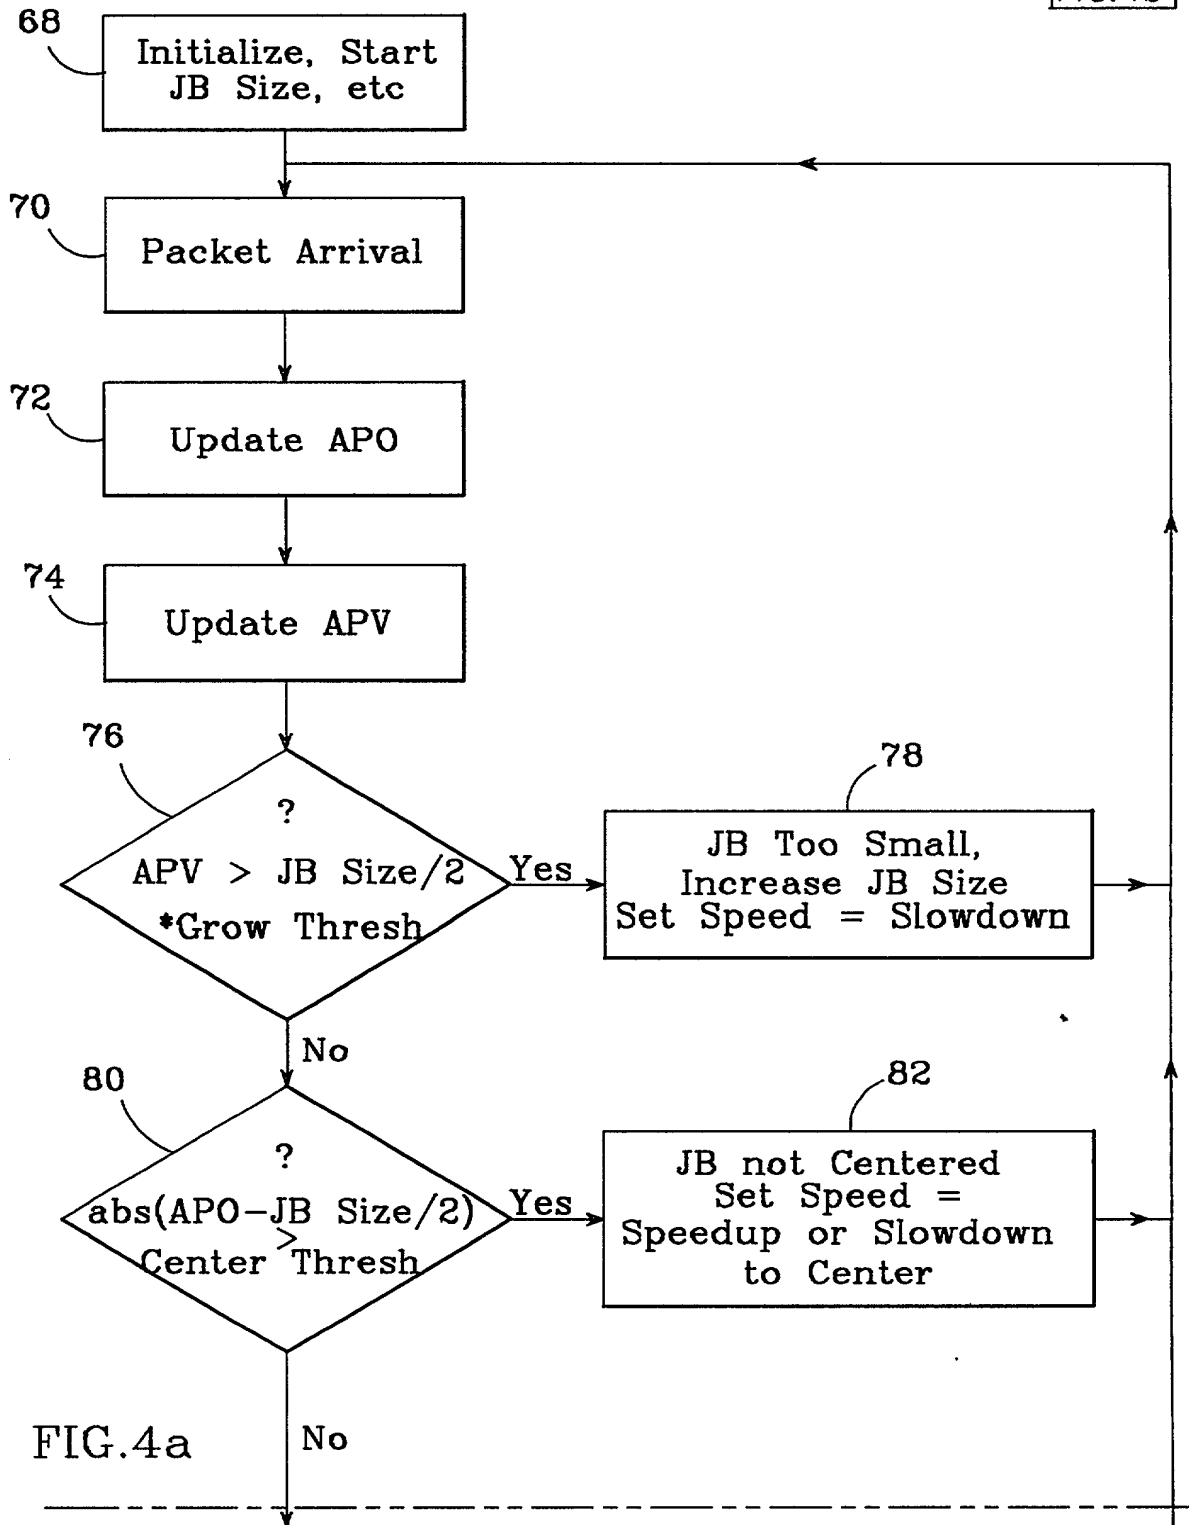 68
Initialize, Start
JB Size, etc
70
Packet Arrival
72
Update APO
74
Update APV
76
?
APV > JB Size/2
*Grow Thresh
Yes
78
JB Too Small,
Increase JB Size
Set Speed = Slowdown
No
80
?
abs(APO-JB Size/2)
>
Center Thresh
Yes
82
JB not Centered
Set Speed =
Speedup or Slowdown
to Center
No
FIG.4a